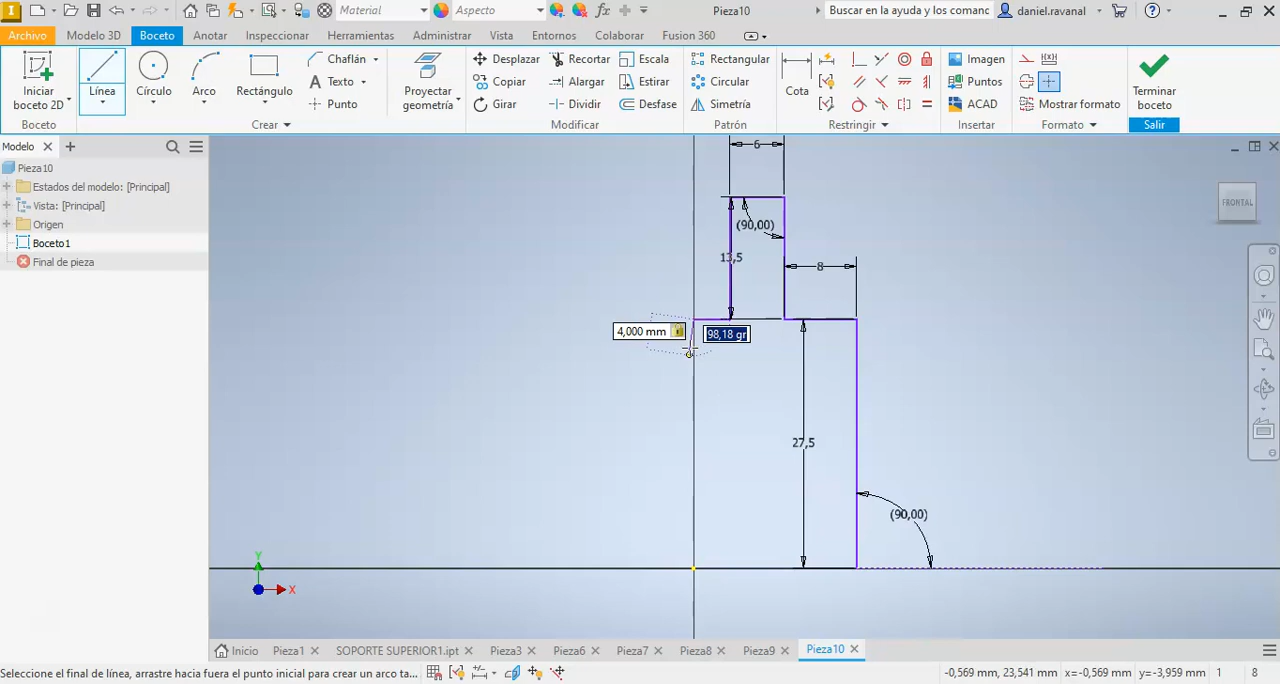 Material
Aspecto
Pieza10
Buscar en la ayuda y los comanc
daniel.ravanal
Archivo
Modelo 3D
Boceto
Anotar
Inspeccionar
Herramientas
Administrar
Vista
Entornos
Colaborar
Fusion 360
Iniciar
boceto 2D
Línea
Círculo
Arco
Rectángulo
Chaflán
Texto
Punto
Proyectar
geometría
Desplazar
Copiar
Girar
Recortar
Alargar
Dividir
Escala
Estirar
Desfase
Rectangular
Circular
Simetría
Cota
Imagen
Puntos
ACAD
Mostrar formato
Terminar
boceto
Boceto
Crear
Modificar
Patrón
Restringir
Insertar
Formato
Salir
Modelo
Pieza10
Estados del modelo: [Principal]
Vista: [Principal]
Origen
Boceto1
Final de pieza
FRONTAL
6
(90,00)
13,5
8
4,000 mm
98,18 gr
27,5
(90,00)
Y
X
Inicio
Pieza1
SOPORTE SUPERIOR1.ipt
Pieza3
Pieza6
Pieza7
Pieza8
Pieza9
Pieza10
Seleccione el final de línea, arrastre hacia fuera el punto inicial para crear un arco ta...
-0,569 mm, 23,541 mm
x=-0,569 mm
y=-3,959 mm
1
8